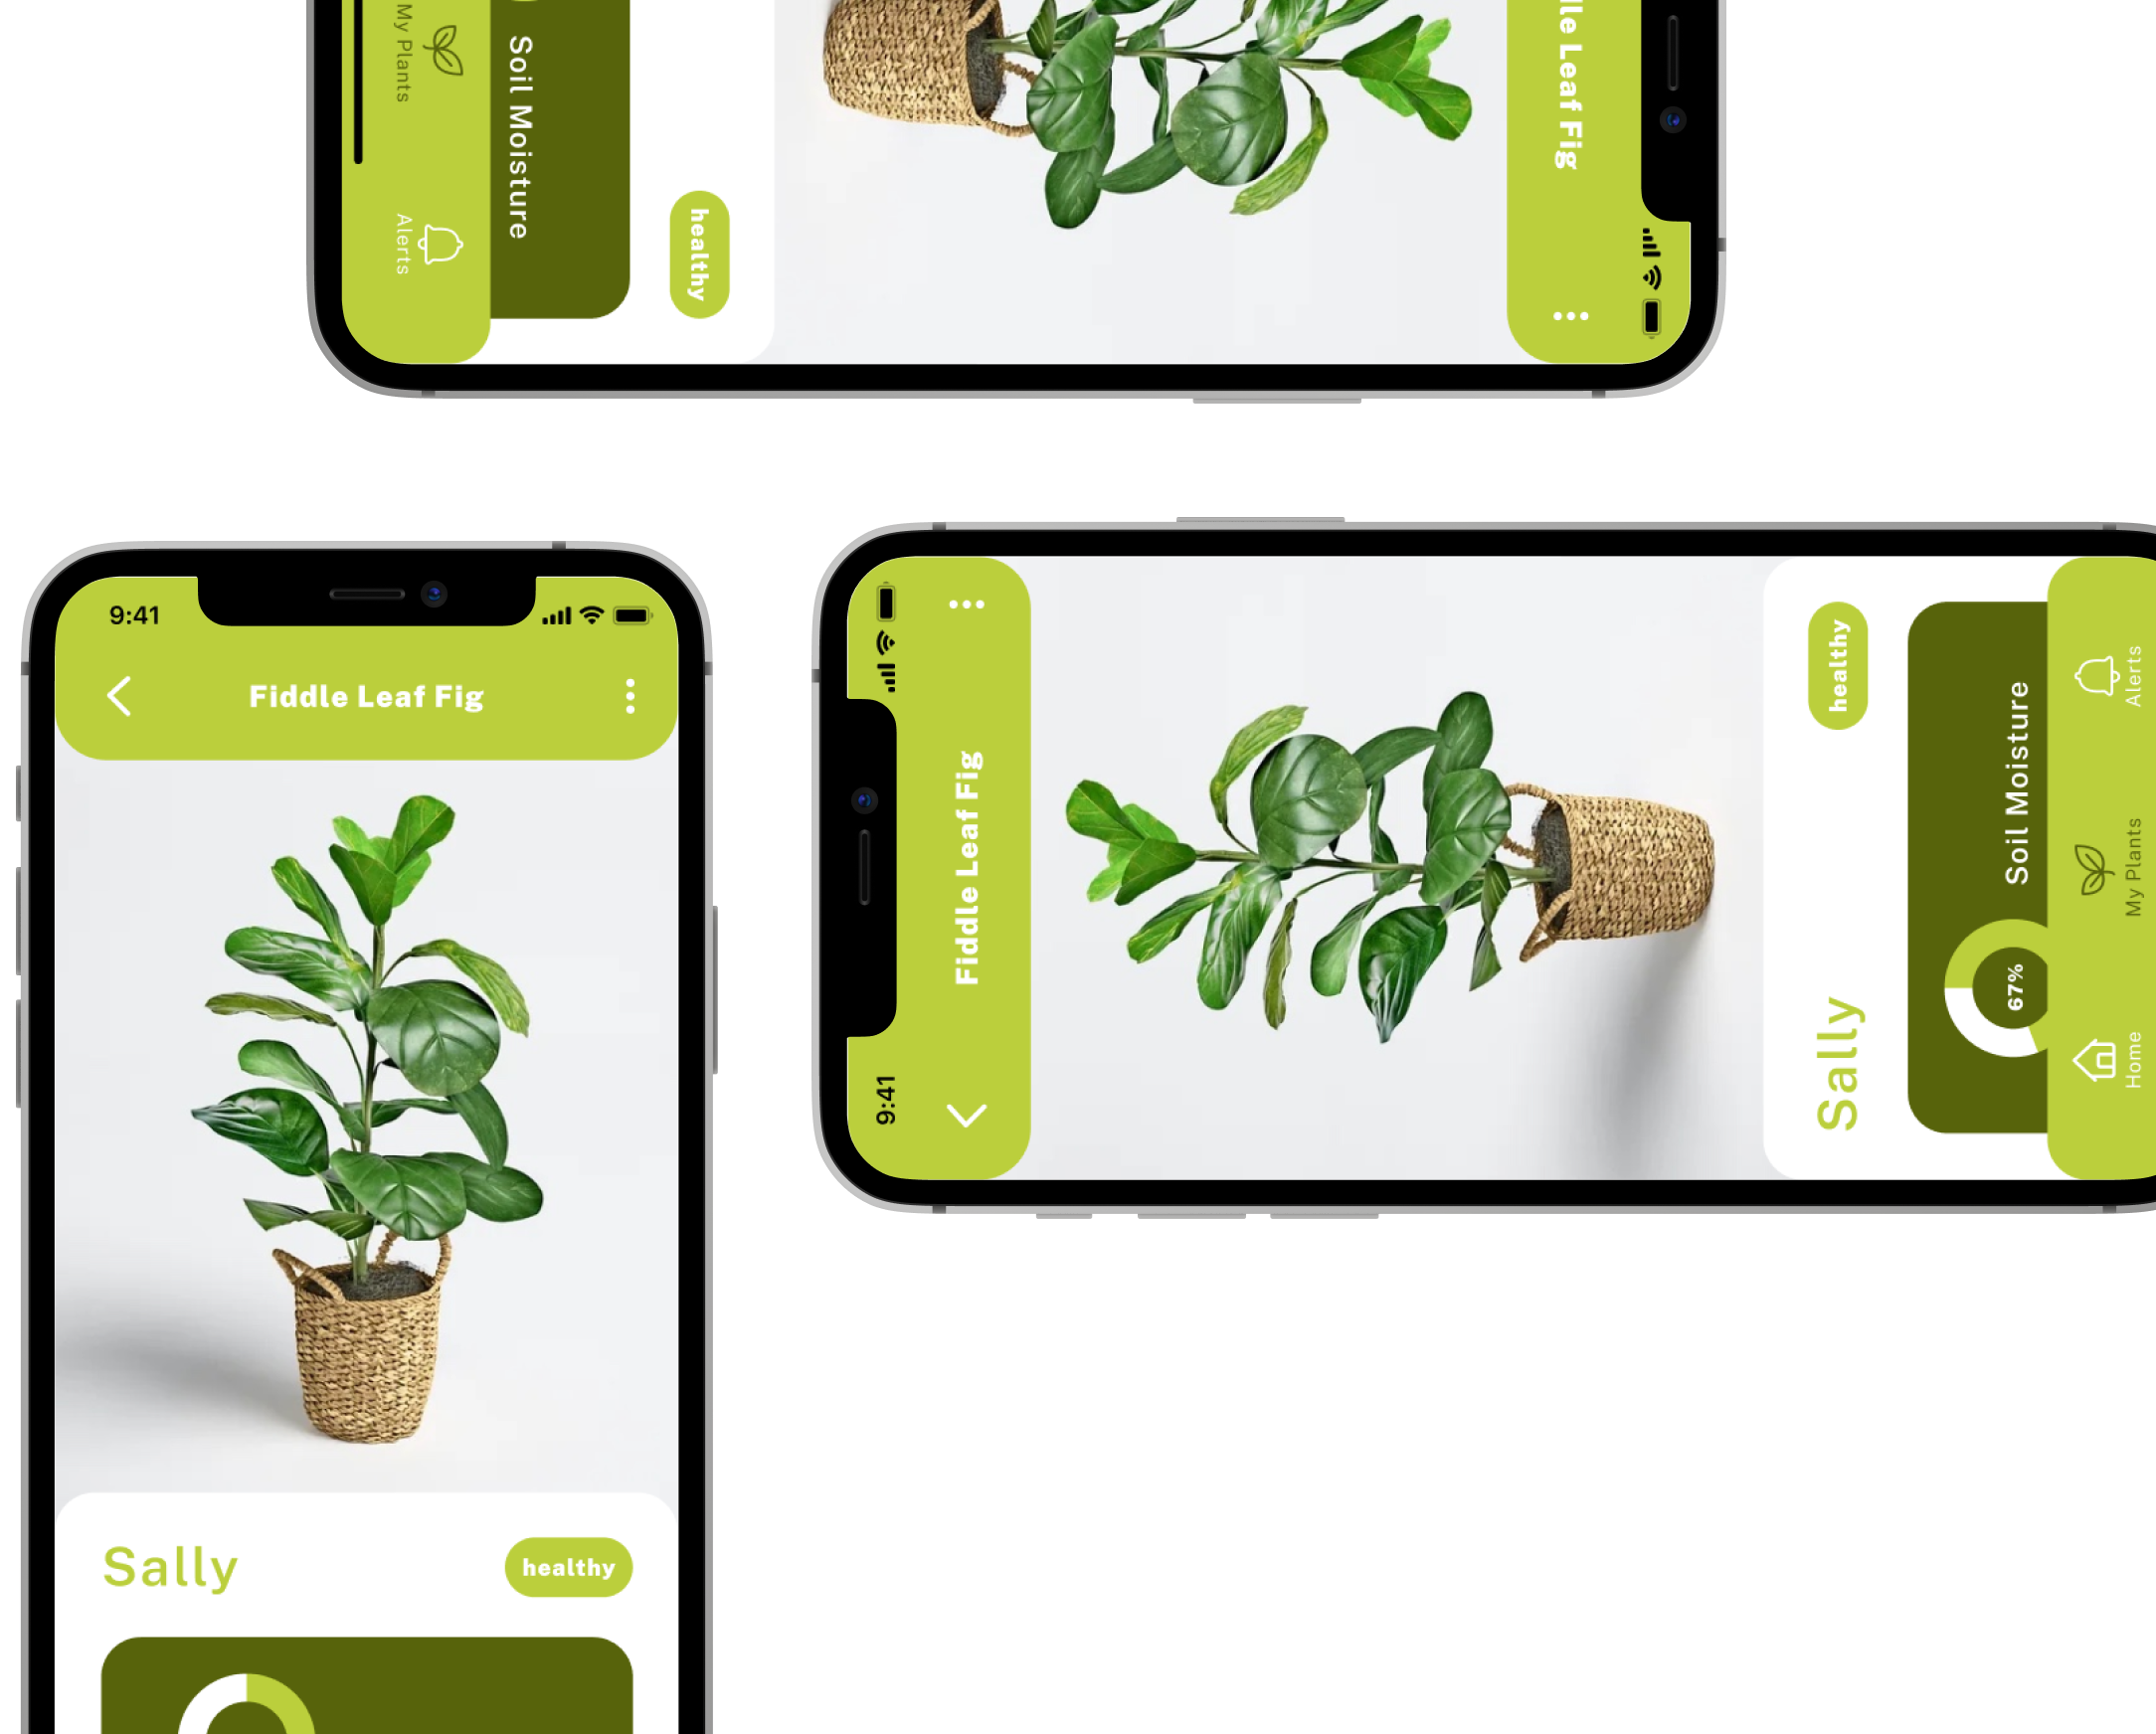 My Plants
Alerts
Soil Moisture
healthy
le Leaf Fig
9:41
Fiddle Leaf Fig
Sally
healthy
9:41
Fiddle Leaf Fig
Sally
healthy
67%
Soil Moisture
Home
My Plants
Alerts